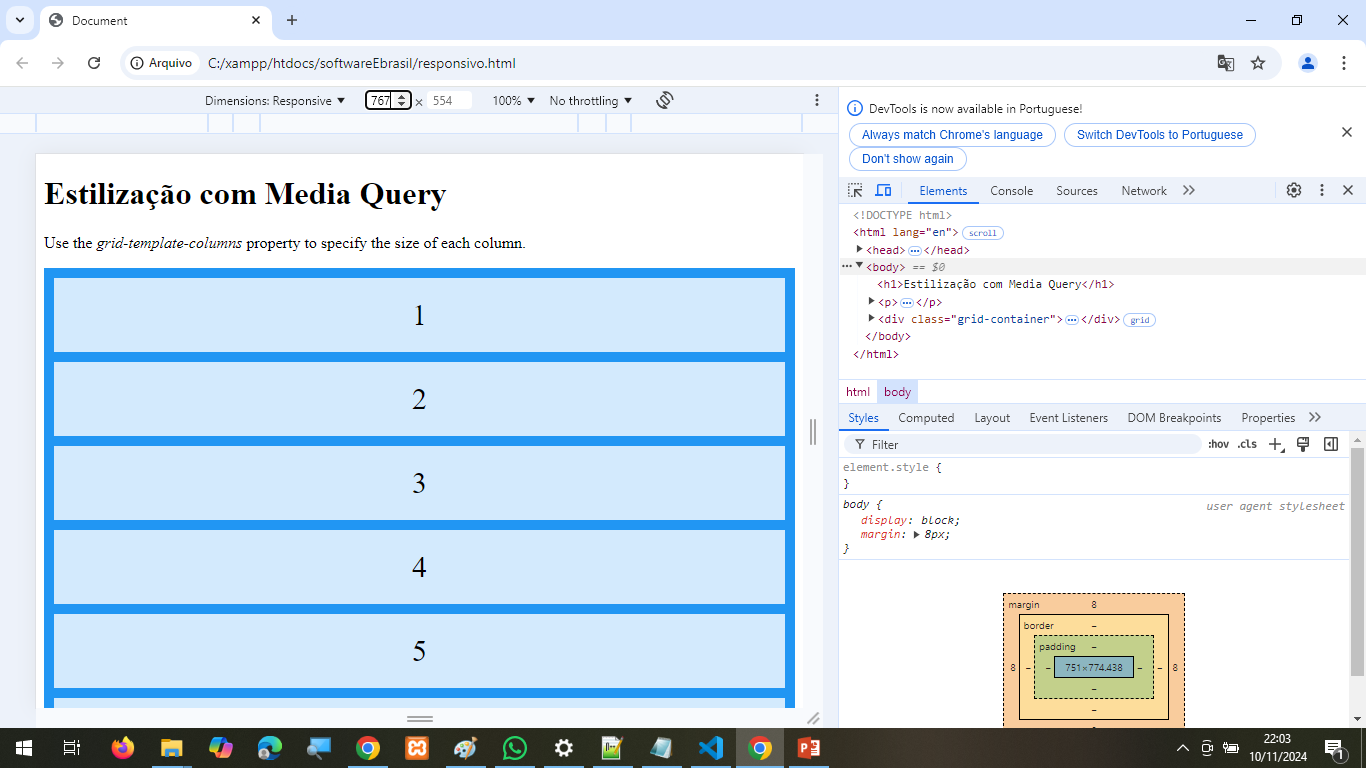 Document
Arquivo C:/xampp/htdocs/softwareEbrasil/responsivo.html
Dimensions: Responsive 767 × 554 100% No throttling
Estilização com Media Query
Use the grid-template-columns property to specify the size of each column.
1
2
3
4
5
DevTools is now available in Portuguese!
Always match Chrome's language Switch DevTools to Portuguese
Don't show again
Elements Console Sources Network
<!DOCTYPE html>
<html lang="en"> scroll
<head> … </head>
<body> == $0
<h1>Estilização com Media Query</h1>
<p> … </p>
<div class="grid-container"> … </div> grid
</body>
</html>
html body
Styles Computed Layout Event Listeners DOM Breakpoints Properties
Filter :hov .cls
element.style {
}
body { user agent stylesheet
display: block;
margin: 8px;
}
margin 8
border –
padding –
8 – – 751×774.438 – – 8
–
–
22:03
10/11/2024
1